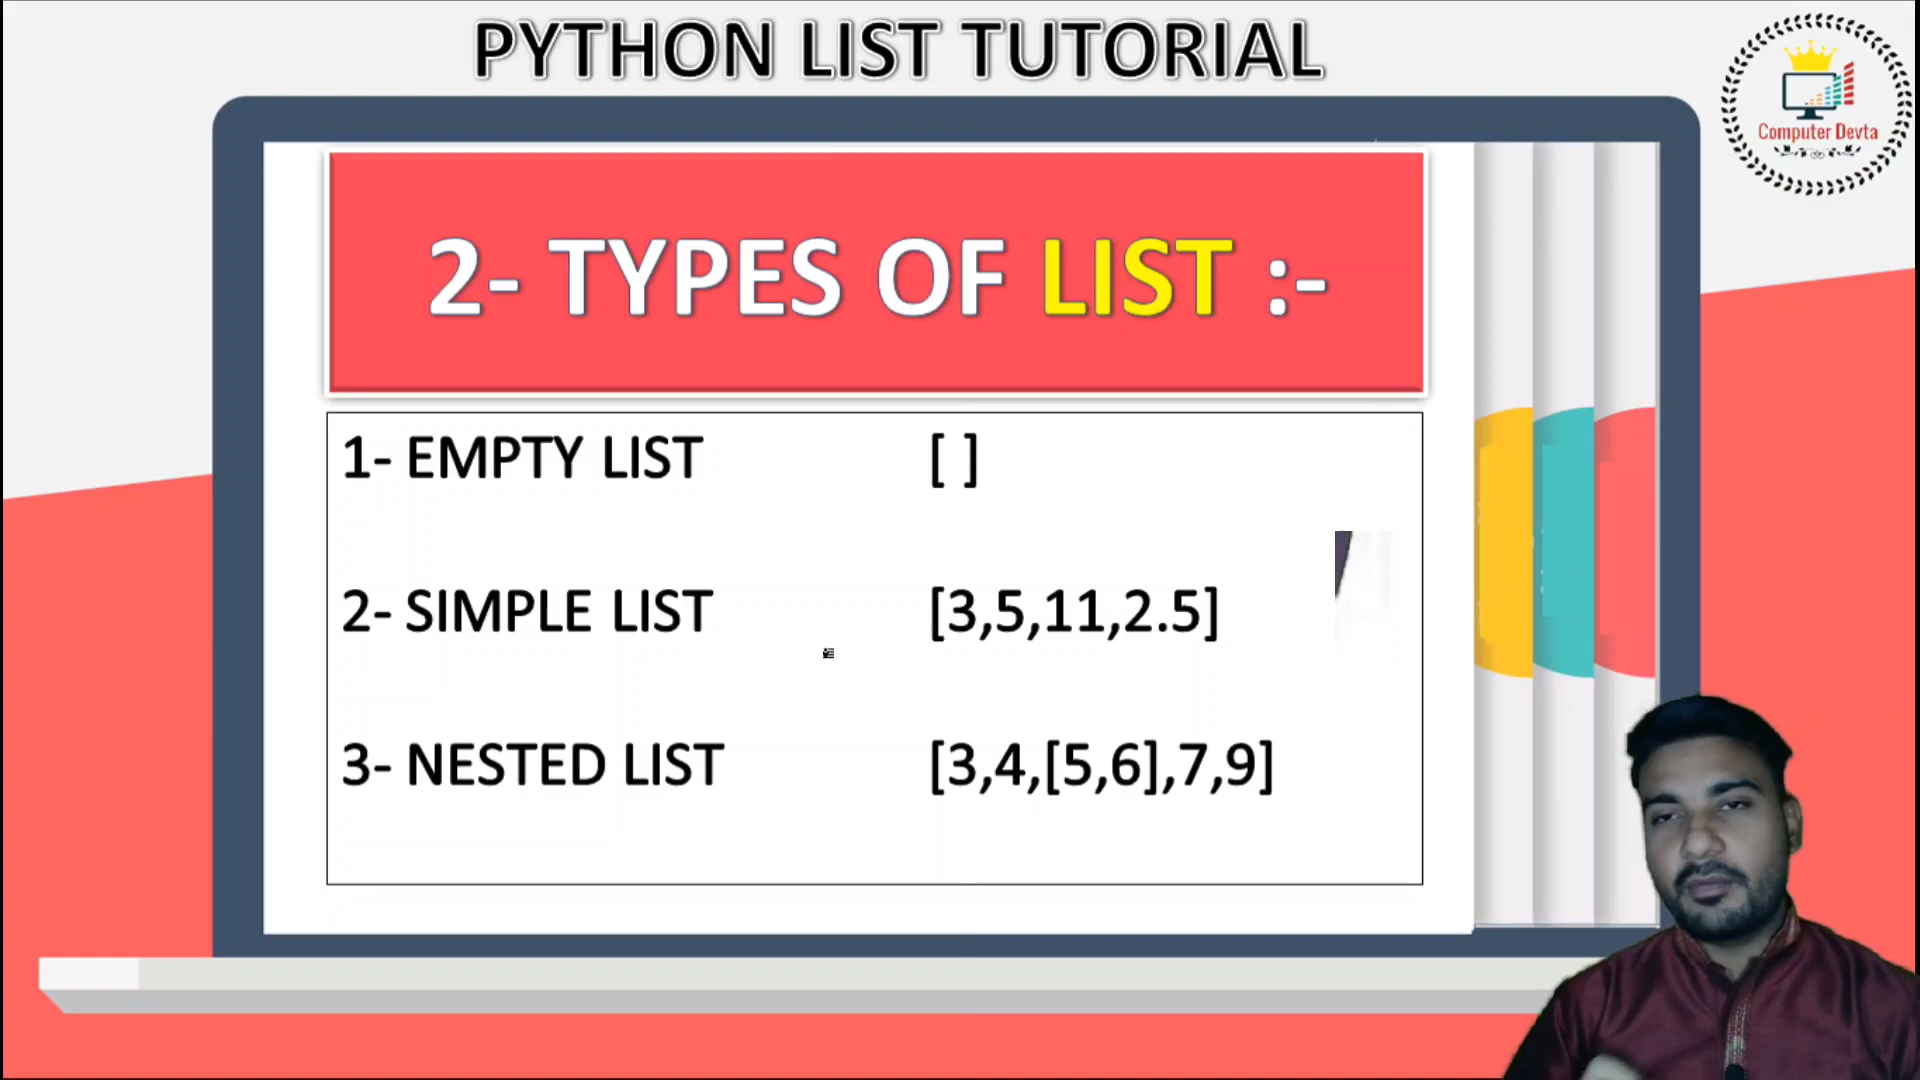 PYTHON LIST TUTORIAL
Computer Devta
2- TYPES OF LIST :-
1- EMPTY LIST [ ]
2- SIMPLE LIST [3,5,11,2.5]
3- NESTED LIST [3,4,[5,6],7,9]